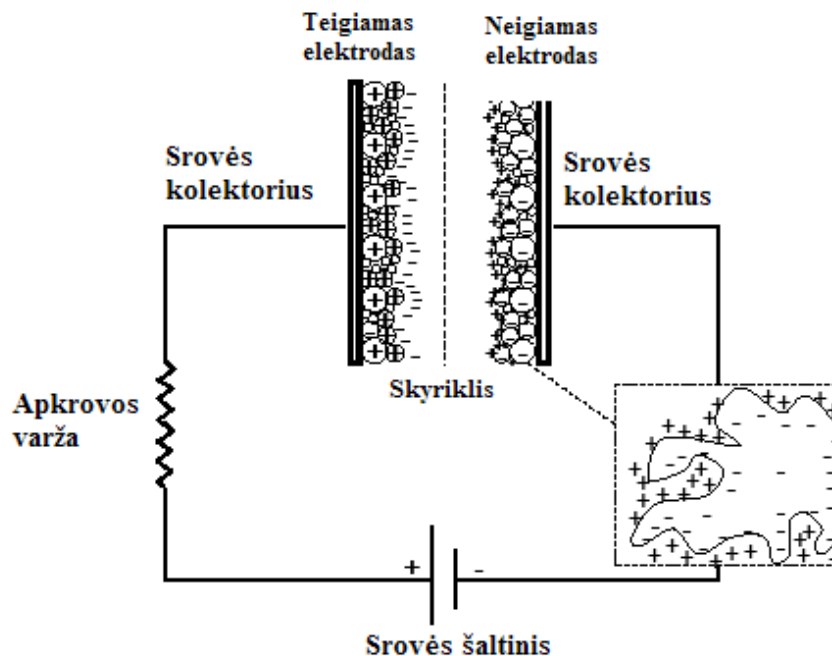 Teigiamas
elektrodas
Neigiamas
elektrodas
Srovės
kolektorius
Srovės
kolektorius
Skyriklis
Apkrovos
varža
+ -
Srovės šaltinis